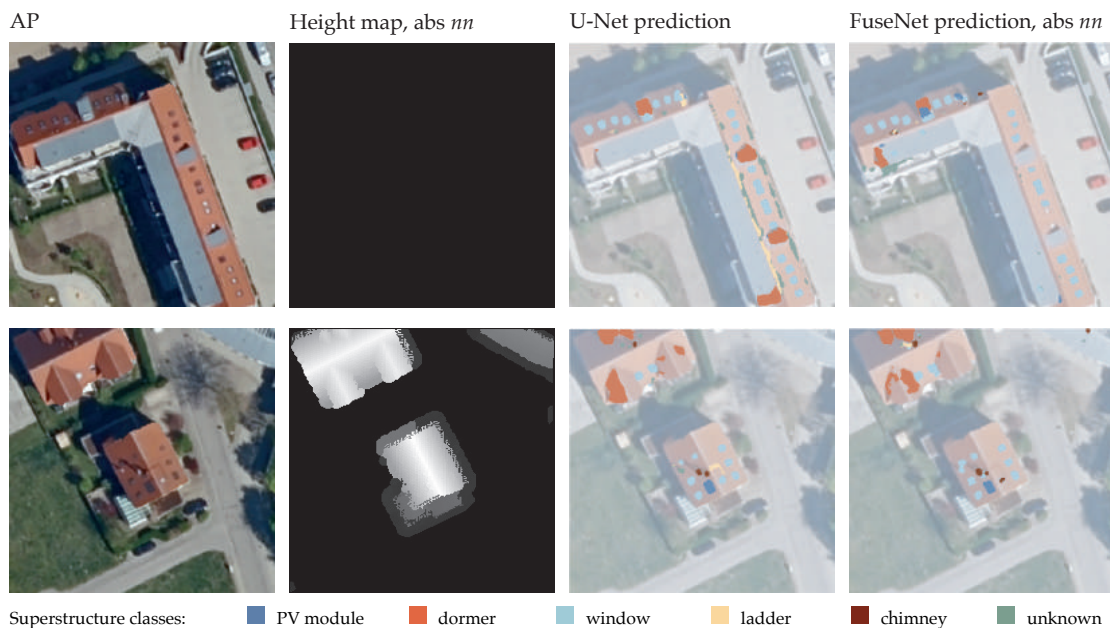 AP
Height map, abs nn
U-Net prediction
FuseNet prediction, abs nn
Superstructure classes:
PV module
dormer
window
ladder
chimney
unknown